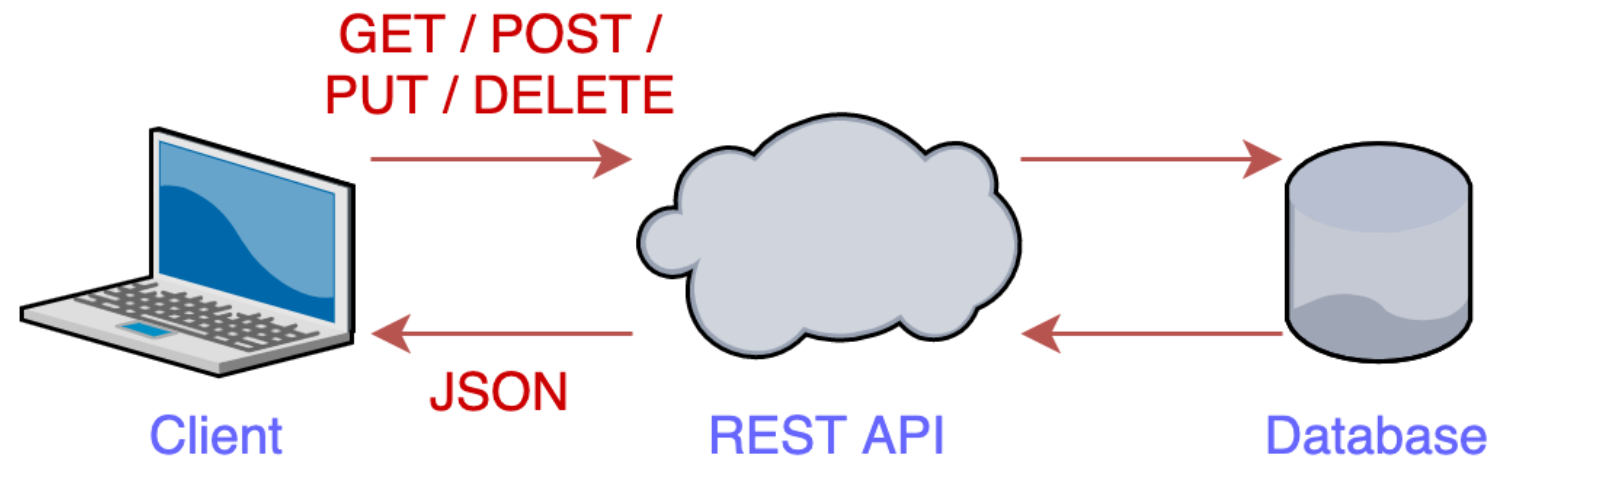 GET / POST /
PUT / DELETE
JSON
Client
REST API
Database